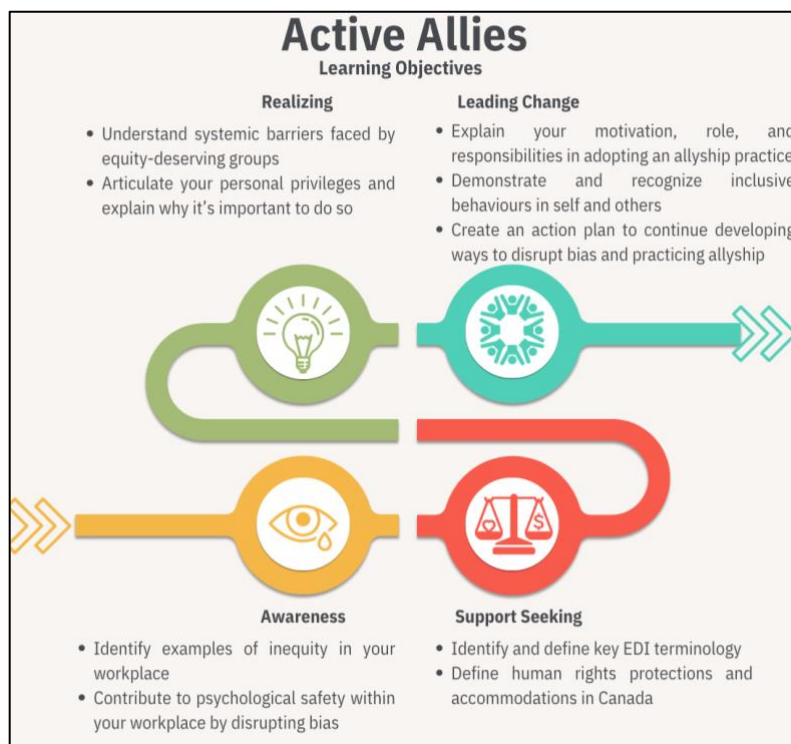 Active Allies
Learning Objectives
Realizing
• Understand systemic barriers faced by
equity-deserving groups
• Articulate your personal privileges and
explain why it's important to do so
Leading Change
• Explain your motivation, role, and
responsibilities in adopting an allyship practice
• Demonstrate and recognize inclusive
behaviours in self and others
• Create an action plan to continue developing
ways to disrupt bias and practicing allyship
$
Awareness
• Identify examples of inequity in your
workplace
• Contribute to psychological safety within
your workplace by disrupting bias
Support Seeking
• Identify and define key EDI terminology
• Define human rights protections and
accommodations in Canada